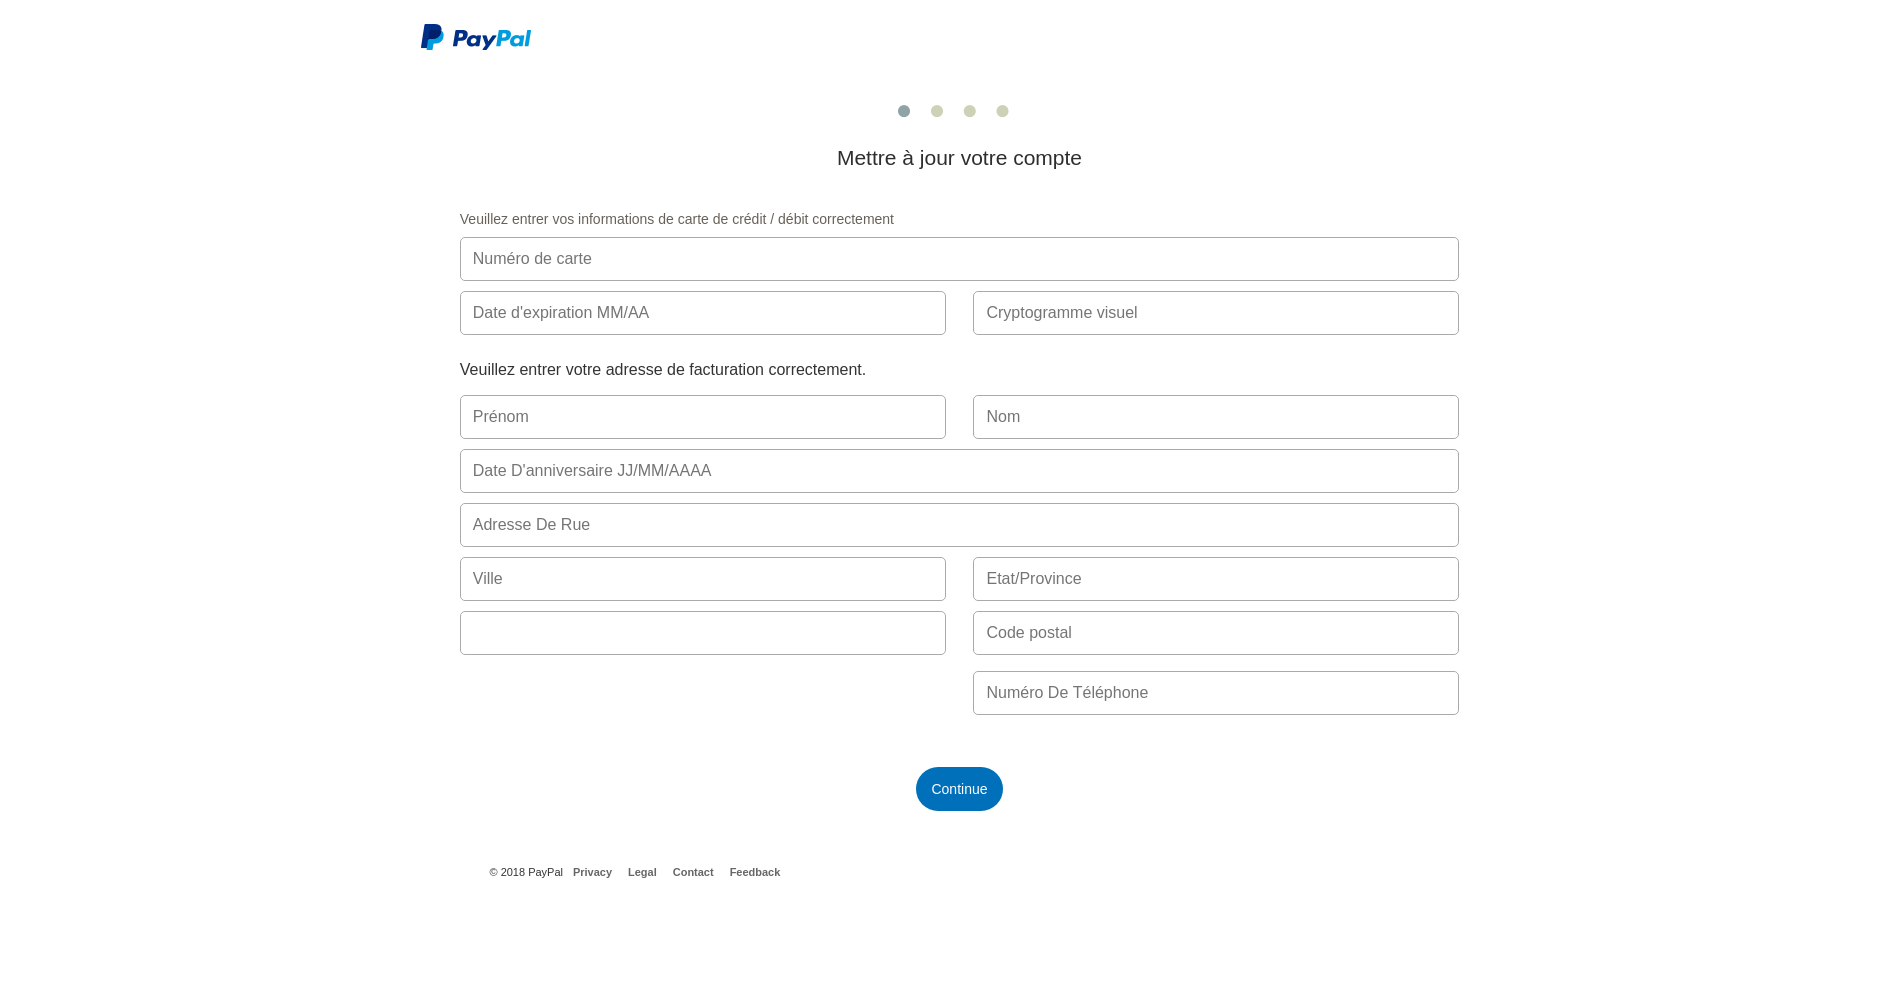 PayPal
Mettre à jour votre compte
Veuillez entrer vos informations de carte de crédit / débit correctement
Numéro de carte
Date d'expiration MM/AA
Cryptogramme visuel
Veuillez entrer votre adresse de facturation correctement.
Prénom
Nom
Date D'anniversaire JJ/MM/AAAA
Adresse De Rue
Ville
Etat/Province
Code postal
Numéro De Téléphone
Continue
© 2018 PayPal Privacy Legal Contact Feedback